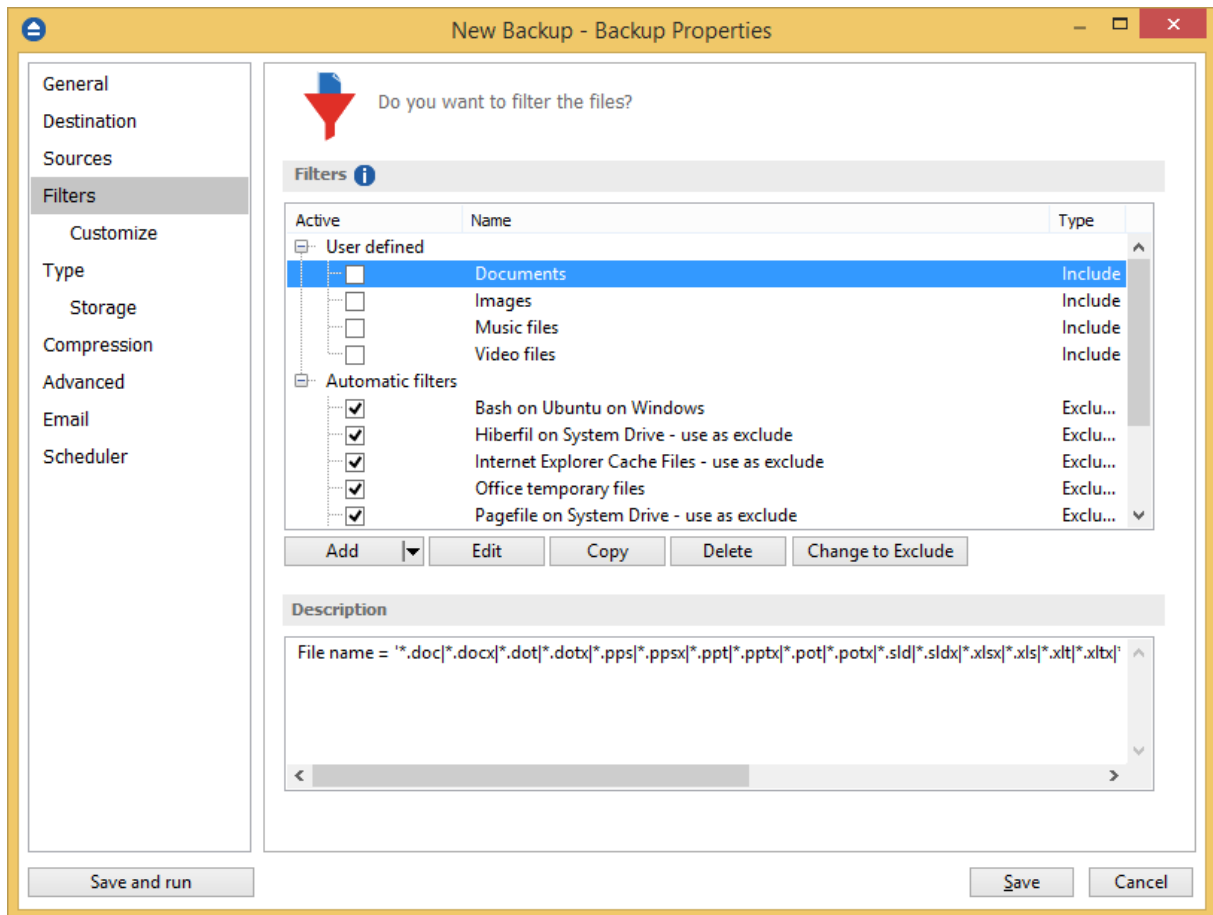 New Backup - Backup Properties
General
Destination
Sources
Filters
Customize
Type
Storage
Compression
Advanced
Email
Scheduler
Do you want to filter the files?
Filters
Active Name Type
User defined
Documents Include
Images Include
Music files Include
Video files Include
Automatic filters
Bash on Ubuntu on Windows Exclu...
Hiberfil on System Drive - use as exclude Exclu...
Internet Explorer Cache Files - use as exclude Exclu...
Office temporary files Exclu...
Pagefile on System Drive - use as exclude Exclu...
Add Edit Copy Delete Change to Exclude
Description
File name = '*.doc|*.docx|*.dot|*.dotx|*.pps|*.ppsx|*.ppt|*.pptx|*.pot|*.potx|*.sld|*.sldx|*.xlsx|*.xls|*.xlt|*.xltx|*
Save and run Save Cancel